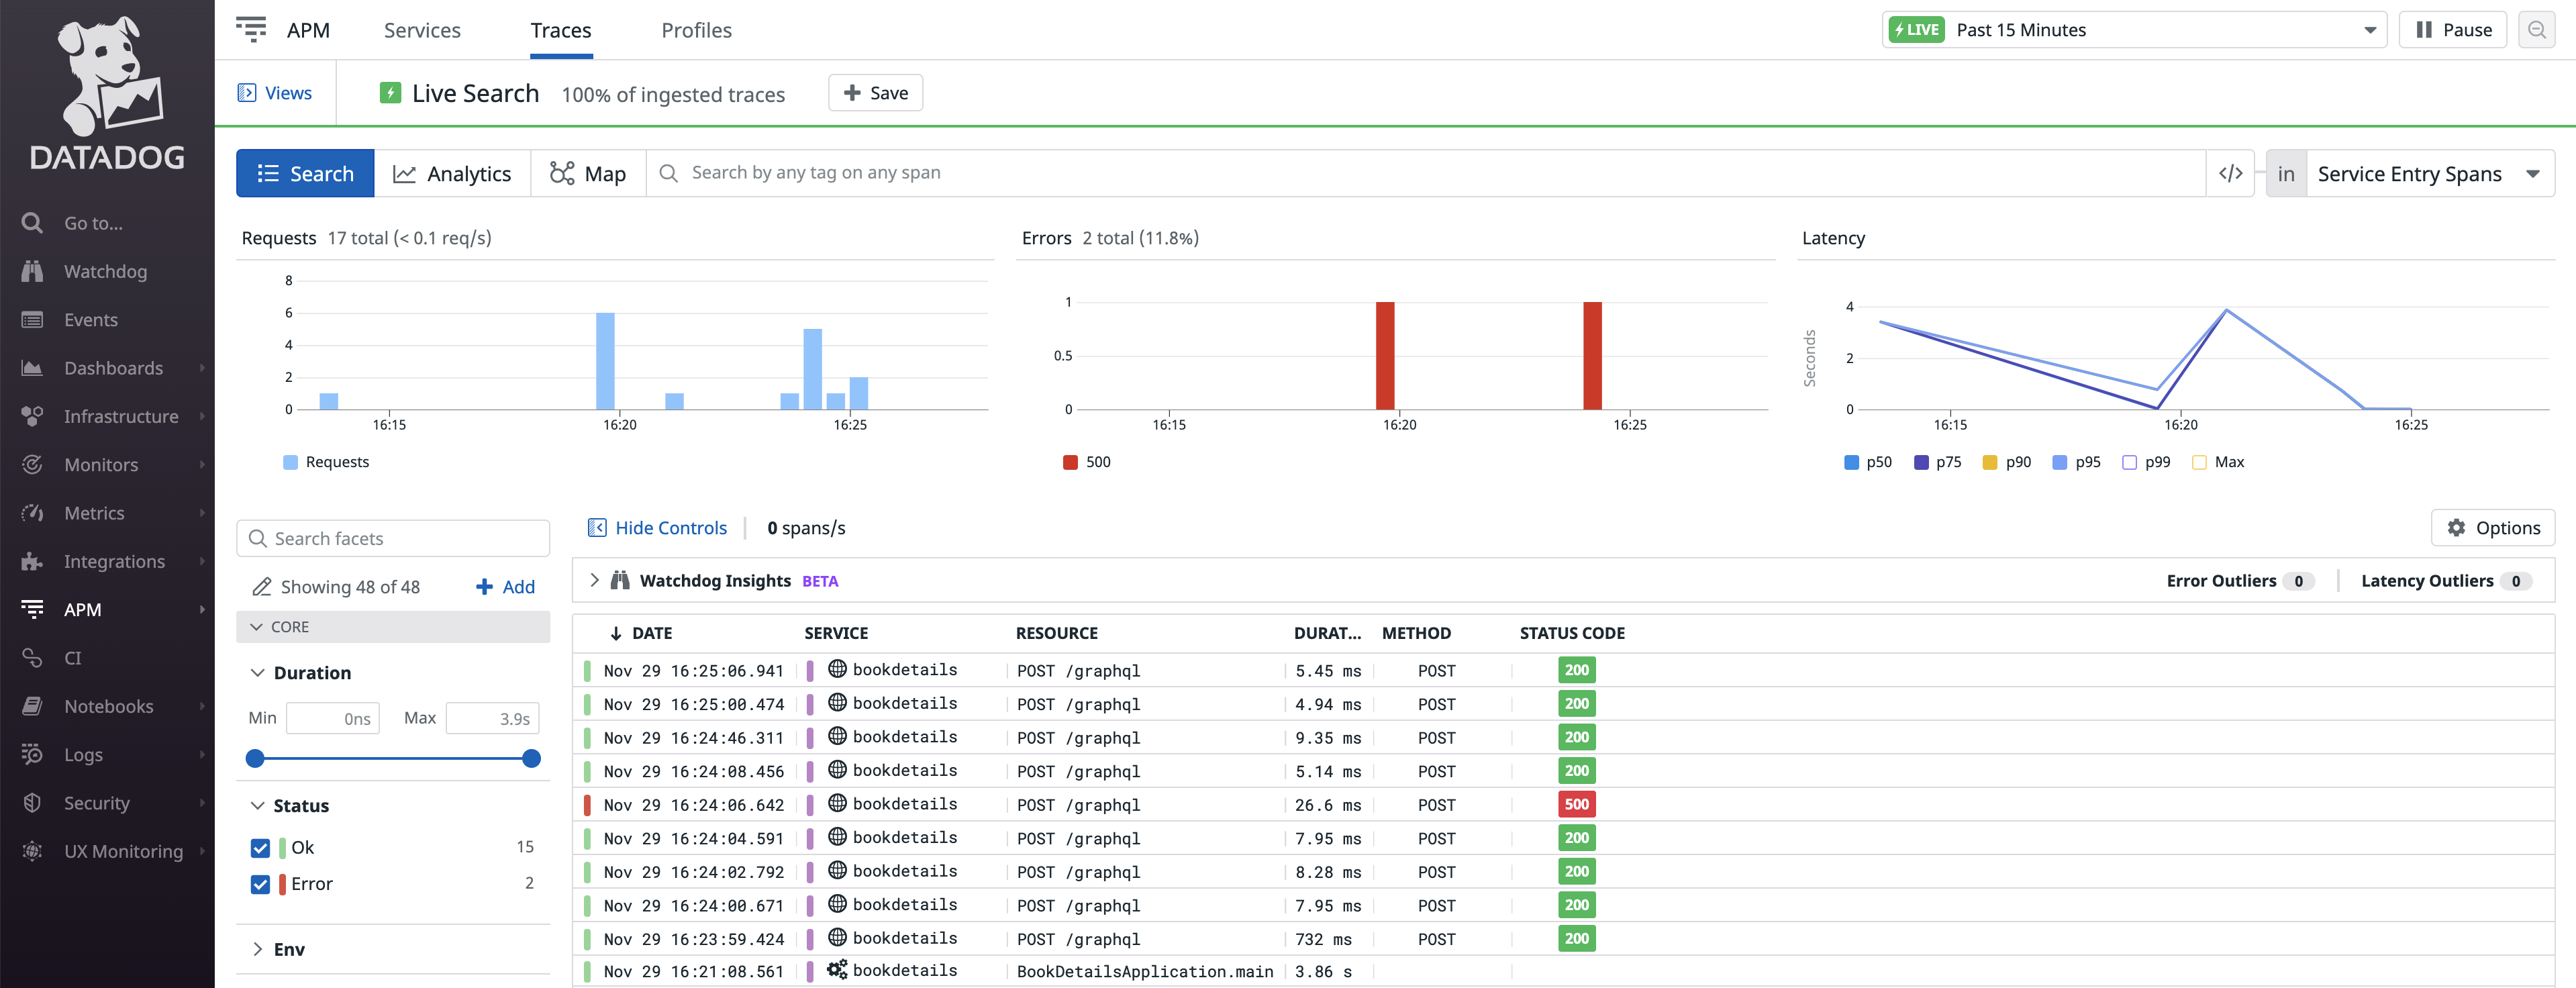 DATADOG
Go to...
Watchdog
Events
Dashboards
Infrastructure
Monitors
Metrics
Integrations
APM
CI
Notebooks
Logs
Security
UX Monitoring
APM Services Traces Profiles
LIVE Past 15 Minutes Pause
Views Live Search 100% of ingested traces + Save
Search Analytics Map Search by any tag on any span </> in Service Entry Spans
Requests 17 total (< 0.1 req/s)
8
6
4
2
0
16:15 16:20 16:25
Requests
Errors 2 total (11.8%)
1
0.5
0
16:15 16:20 16:25
500
Latency
Seconds
4
2
0
16:15 16:20 16:25
p50 p75 p90 p95 p99 Max
Search facets
Showing 48 of 48 + Add
CORE
Duration
Min 0ns Max 3.9s
Status
Ok 15
Error 2
Env
Hide Controls 0 spans/s Options
Watchdog Insights BETA Error Outliers 0 Latency Outliers 0
DATE SERVICE RESOURCE DURAT... METHOD STATUS CODE
Nov 29 16:25:06.941 bookdetails POST /graphql 5.45 ms POST 200
Nov 29 16:25:00.474 bookdetails POST /graphql 4.94 ms POST 200
Nov 29 16:24:46.311 bookdetails POST /graphql 9.35 ms POST 200
Nov 29 16:24:08.456 bookdetails POST /graphql 5.14 ms POST 200
Nov 29 16:24:06.642 bookdetails POST /graphql 26.6 ms POST 500
Nov 29 16:24:04.591 bookdetails POST /graphql 7.95 ms POST 200
Nov 29 16:24:02.792 bookdetails POST /graphql 8.28 ms POST 200
Nov 29 16:24:00.671 bookdetails POST /graphql 7.95 ms POST 200
Nov 29 16:23:59.424 bookdetails POST /graphql 732 ms POST 200
Nov 29 16:21:08.561 bookdetails BookDetailsApplication.main 3.86 s